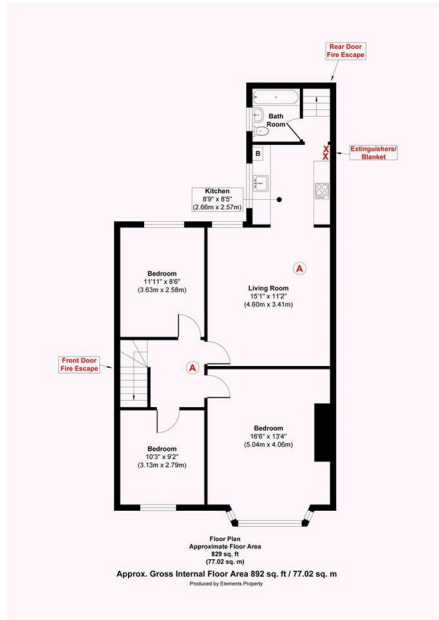 Rear Door
Fire Escape
Bath
Room
B
X
X
Extinguishers/
Blanket
Kitchen
8'9" x 8'5"
(2.66m x 2.57m)
Bedroom
11'11" x 8'6"
(3.63m x 2.58m)
A
Living Room
15'1" x 11'2"
(4.60m x 3.41m)
Front Door
Fire Escape
A
Bedroom
16'6" x 13'4"
(5.04m x 4.06m)
Bedroom
10'3" x 9'2"
(3.13m x 2.79m)
Floor Plan
Approximate Floor Area
829 sq. ft
(77.02 sq. m)
Approx. Gross Internal Floor Area 892 sq. ft / 77.02 sq. m
Produced by Elements Property